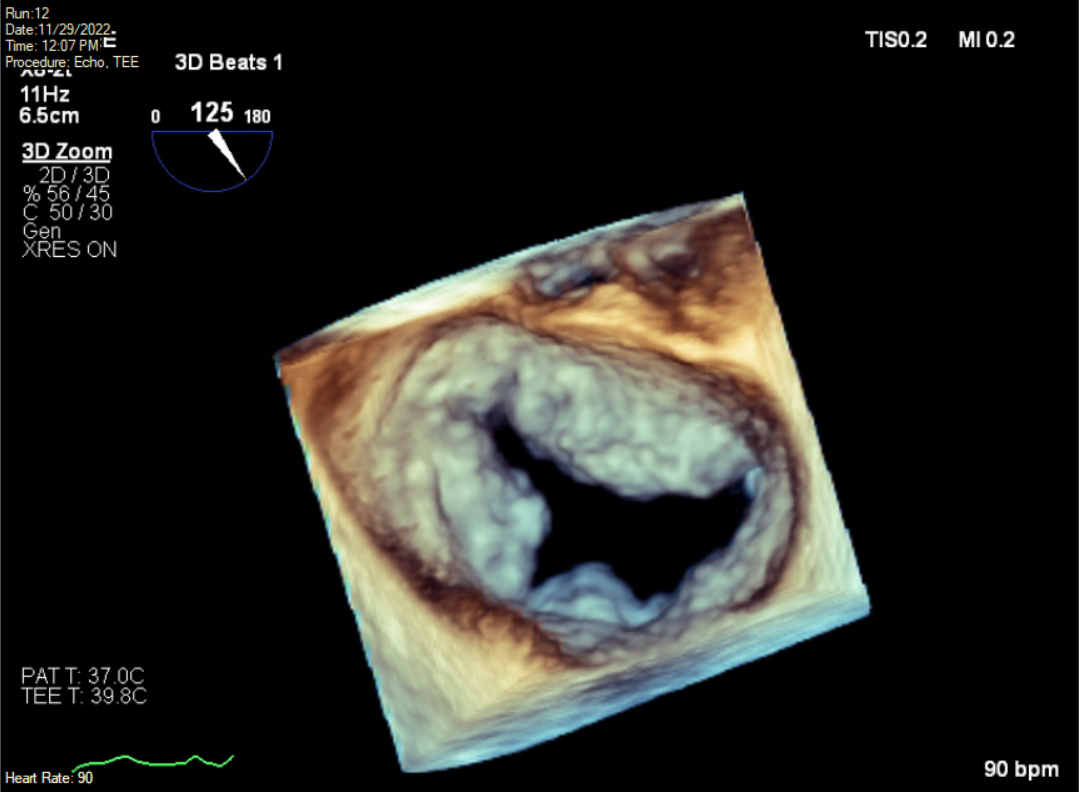 Run:12
Date:11/29/2022
Time: 12:07 PM
Procedure: Echo, TEE
3D Beats 1
TIS0.2 MI 0.2
11Hz
6.5cm
0 125 180
3D Zoom
2D / 3D
% 56 / 45
C 50 / 30
Gen
XRES ON
PAT T: 37.0C
TEE T: 39.8C
Heart Rate: 90
90 bpm